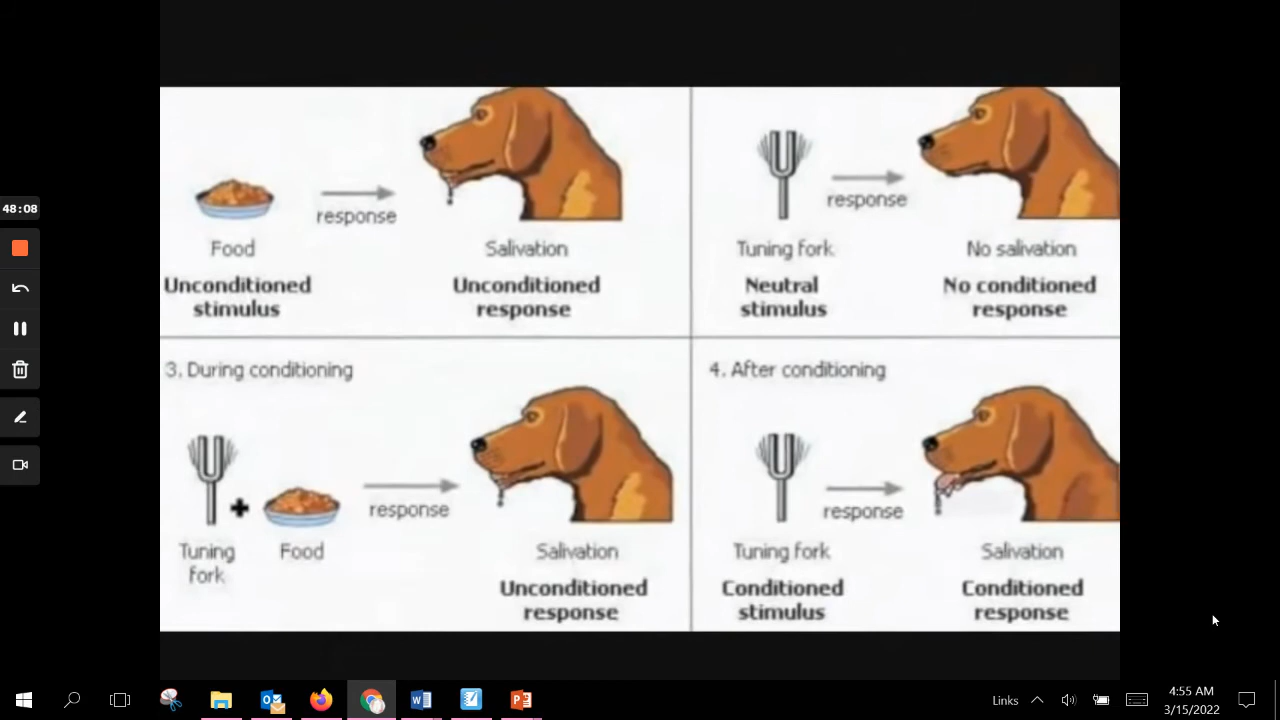 48:08
response
Food
Salivation
Unconditioned
stimulus
Unconditioned
response
response
Tuning fork
No salivation
Neutral
stimulus
No conditioned
response
3. During conditioning
response
Tuning
fork
Food
Salivation
Unconditioned
response
4. After conditioning
response
Tuning fork
Salivation
Conditioned
stimulus
Conditioned
response
Links
4:55 AM
3/15/2022